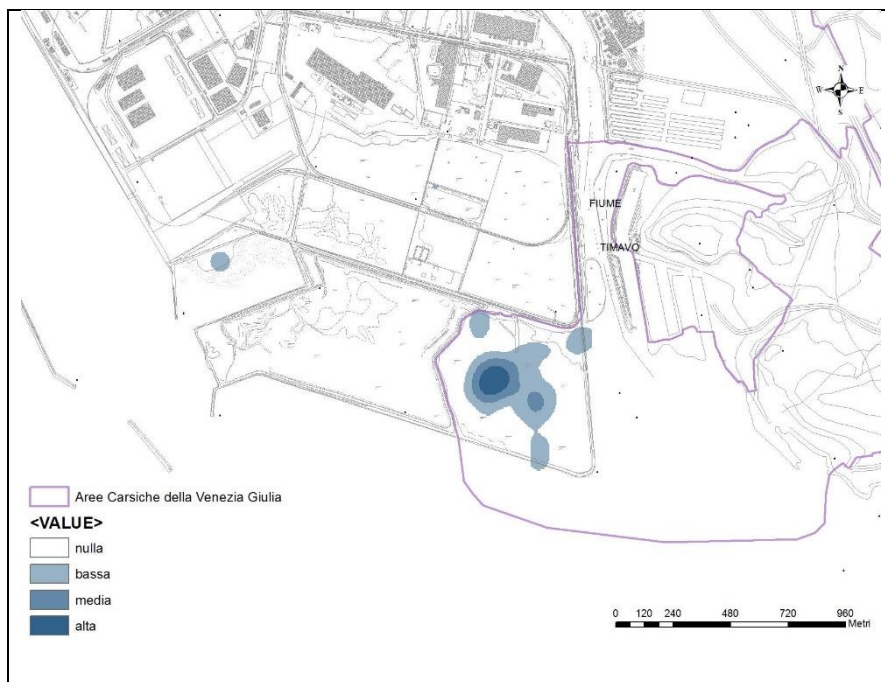 N
W E
S
FIUME
TIMAVO
Aree Carsiche della Venezia Giulia
<VALUE>
nulla
bassa
media
alta
0 120 240 480 720 960
Metri